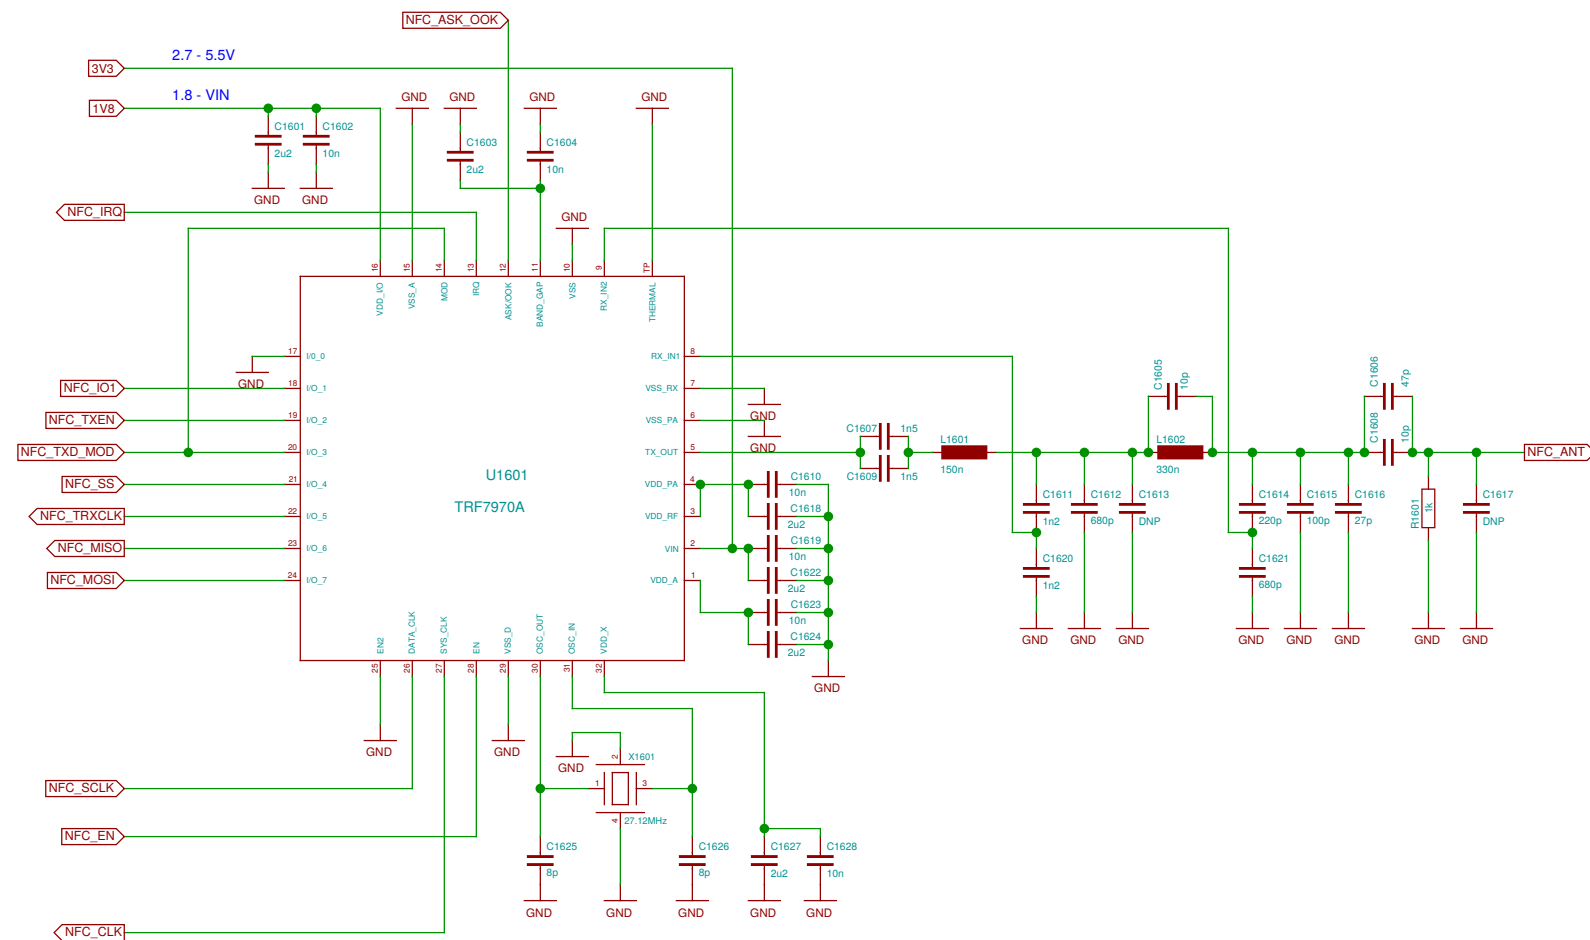 NFC_ASK_OOK
2.7 - 5.5V
3V3
1.8 - VIN
1V8
GND GND GND GND
C1601 C1602 C1603 C1604
2u2 10n 2u2 10n
GND GND
NFC_IRQ
GND
16 15 14 13 12 11 10 9 TP
VDD_I/O VSS_A MOD IRQ ASK/OOK BAND_GAP VSS RX_IN2 THERMAL
17 I/0_0 RX_IN1 8
GND
NFC_IO1 18 I/O_1 VSS_RX 7
GND
NFC_TXEN 19 I/O_2 VSS_PA 6
GND
NFC_TXD_MOD 20 I/O_3 TX_OUT 5
NFC_SS 21 I/O_4 VDD_PA 4
NFC_TRXCLK 22 I/O_5 VDD_RF 3
NFC_MISO 23 I/O_6 VIN 2
NFC_MOSI 24 I/O_7 VDD_A 1
U1601
TRF7970A
C1607 1n5
C1609 1n5
L1601
150n
C1605 10p
L1602
330n
C1606 47p
C1608 10p
NFC_ANT
C1610
10n
C1618
2u2
C1619
10n
C1622
2u2
C1623
10n
C1624
2u2
GND
C1611 C1612 C1613 C1614 C1615 C1616 R1601 C1617
1n2 680p DNP 220p 100p 27p 1k DNP
C1620 C1621
1n2 680p
GND GND GND GND GND GND GND GND
EN2 DATA_CLK SYS_CLK EN VSS_D OSC_OUT OSC_IN VDD_X
25 26 27 28 29 30 31 32
GND GND GND
X1601
1 2 3 4
27.12MHz
NFC_SCLK
NFC_EN
C1625 C1626 C1627 C1628
8p 8p 2u2 10n
GND GND GND GND GND
NFC_CLK